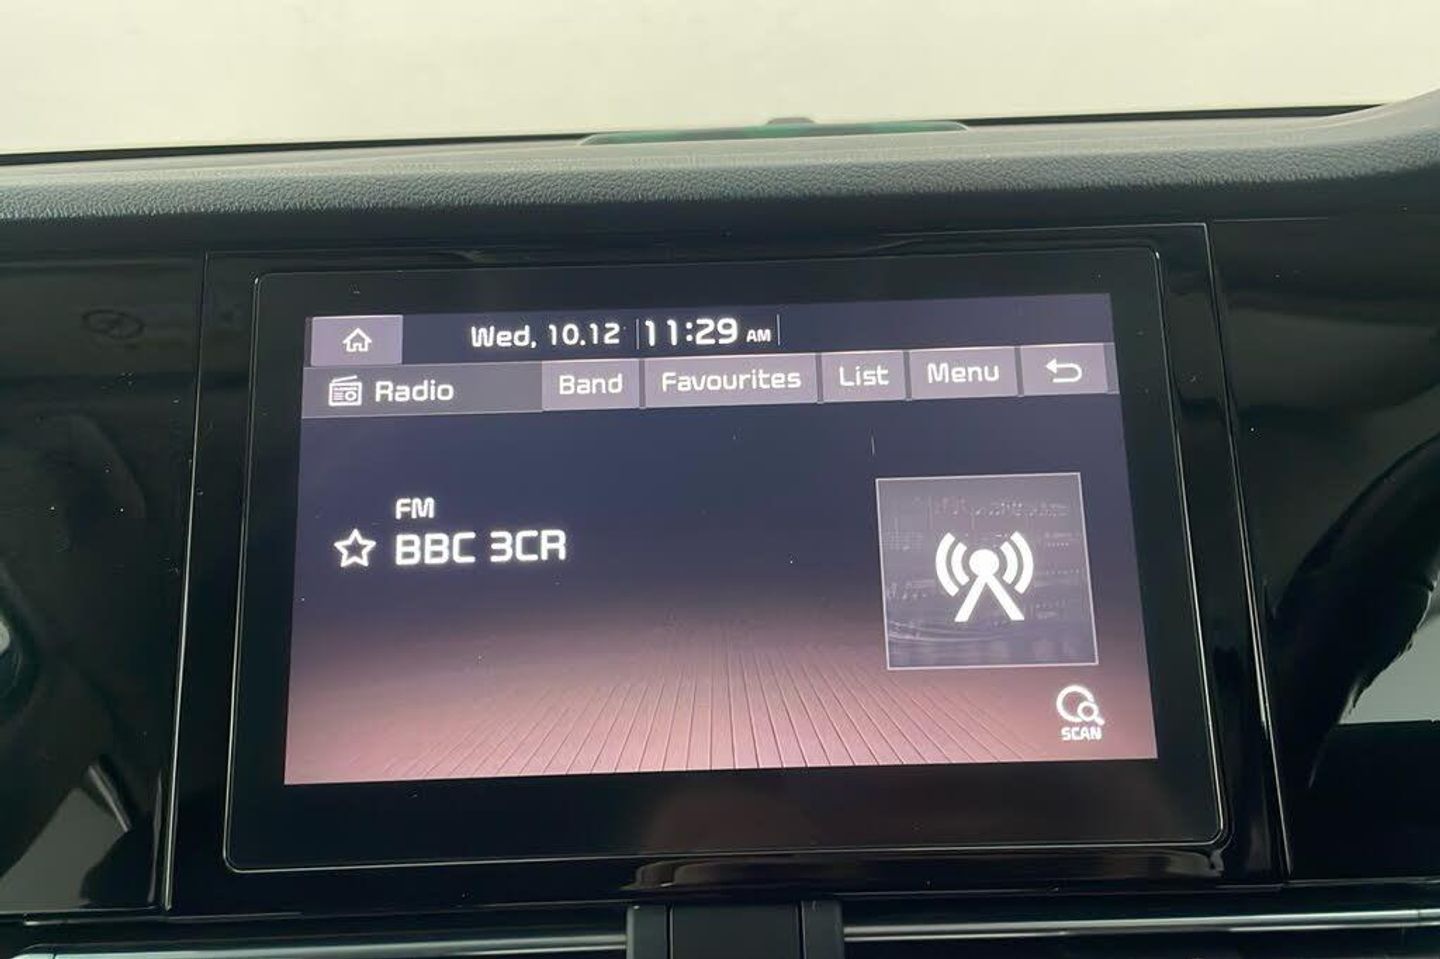 Wed, 10.12 11:29 AM
Radio Band Favourites List Menu
FM
BBC 3CR
SCAN